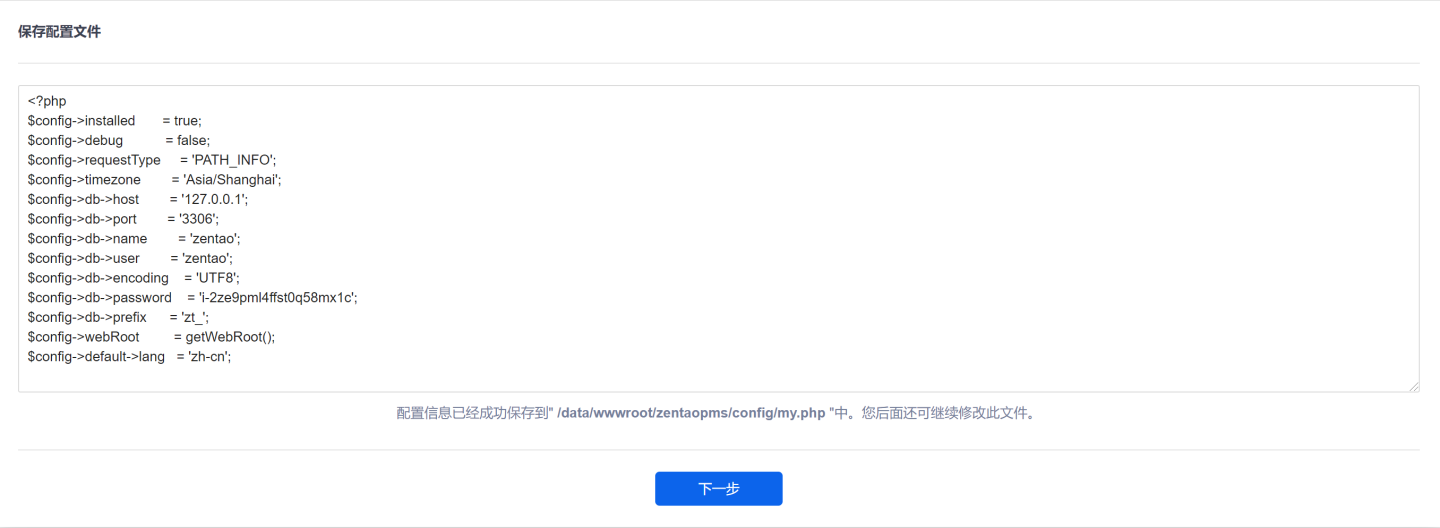 保存配置文件
<?php
$config->installed       = true;
$config->debug           = false;
$config->requestType     = 'PATH_INFO';
$config->timezone        = 'Asia/Shanghai';
$config->db->host        = '127.0.0.1';
$config->db->port        = '3306';
$config->db->name        = 'zentao';
$config->db->user        = 'zentao';
$config->db->encoding    = 'UTF8';
$config->db->password    = 'i-2ze9pml4ffst0q58mx1c';
$config->db->prefix      = 'zt_';
$config->webRoot         = getWebRoot();
$config->default->lang   = 'zh-cn';
配置信息已经成功保存到" /data/wwwroot/zentaopms/config/my.php "中。您后面还可继续修改此文件。
下一步